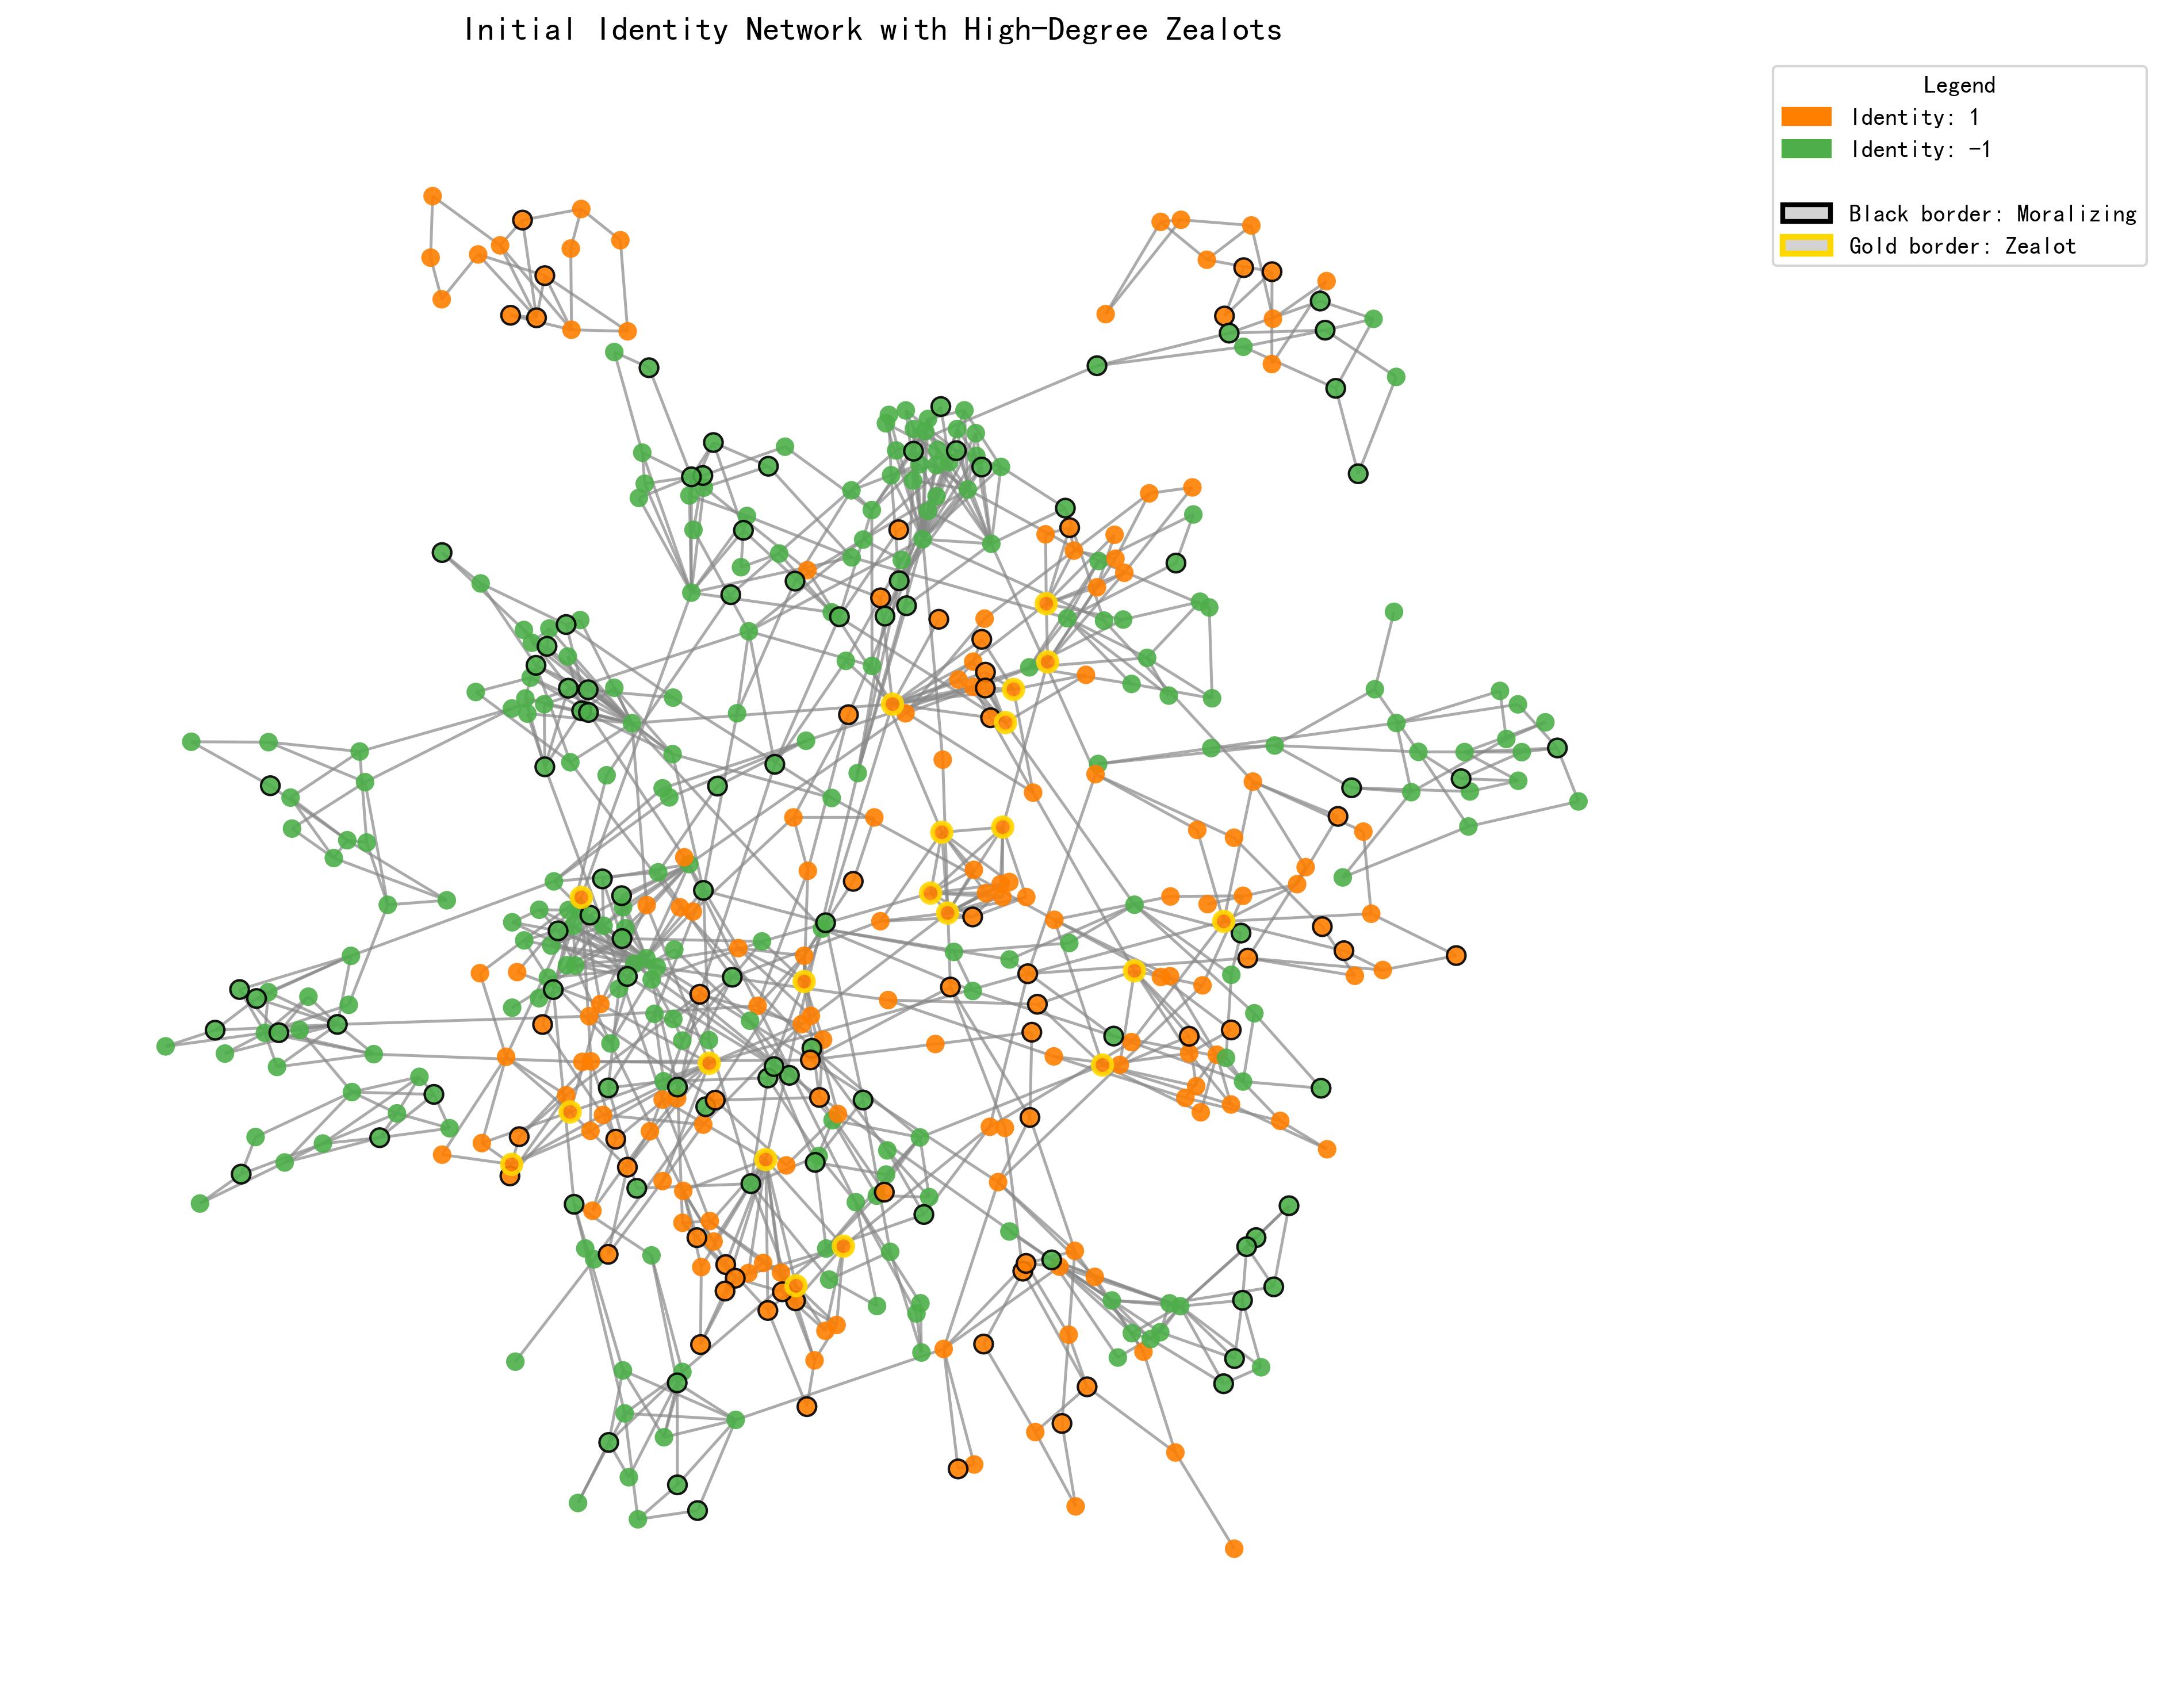 Initial Identity Network with High-Degree Zealots
Legend
Identity: 1
Identity: -1
Black border: Moralizing
Gold border: Zealot